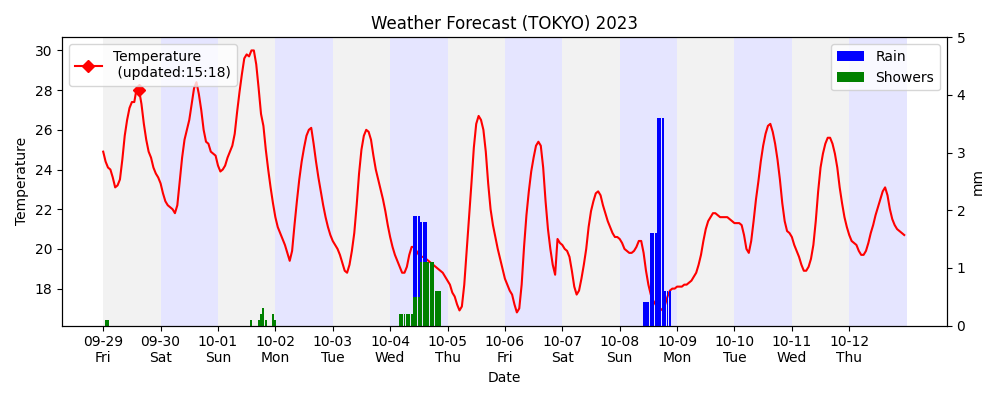 Weather Forecast (TOKYO) 2023
Temperature
(updated:15:18)
Rain
Showers
30
28
26
24
22
20
18
Temperature
5
4
3
2
1
0
mm
09-29 09-30 10-01 10-02 10-03 10-04 10-05 10-06 10-07 10-08 10-09 10-10 10-11 10-12
Fri Sat Sun Mon Tue Wed Thu Fri Sat Sun Mon Tue Wed Thu
Date